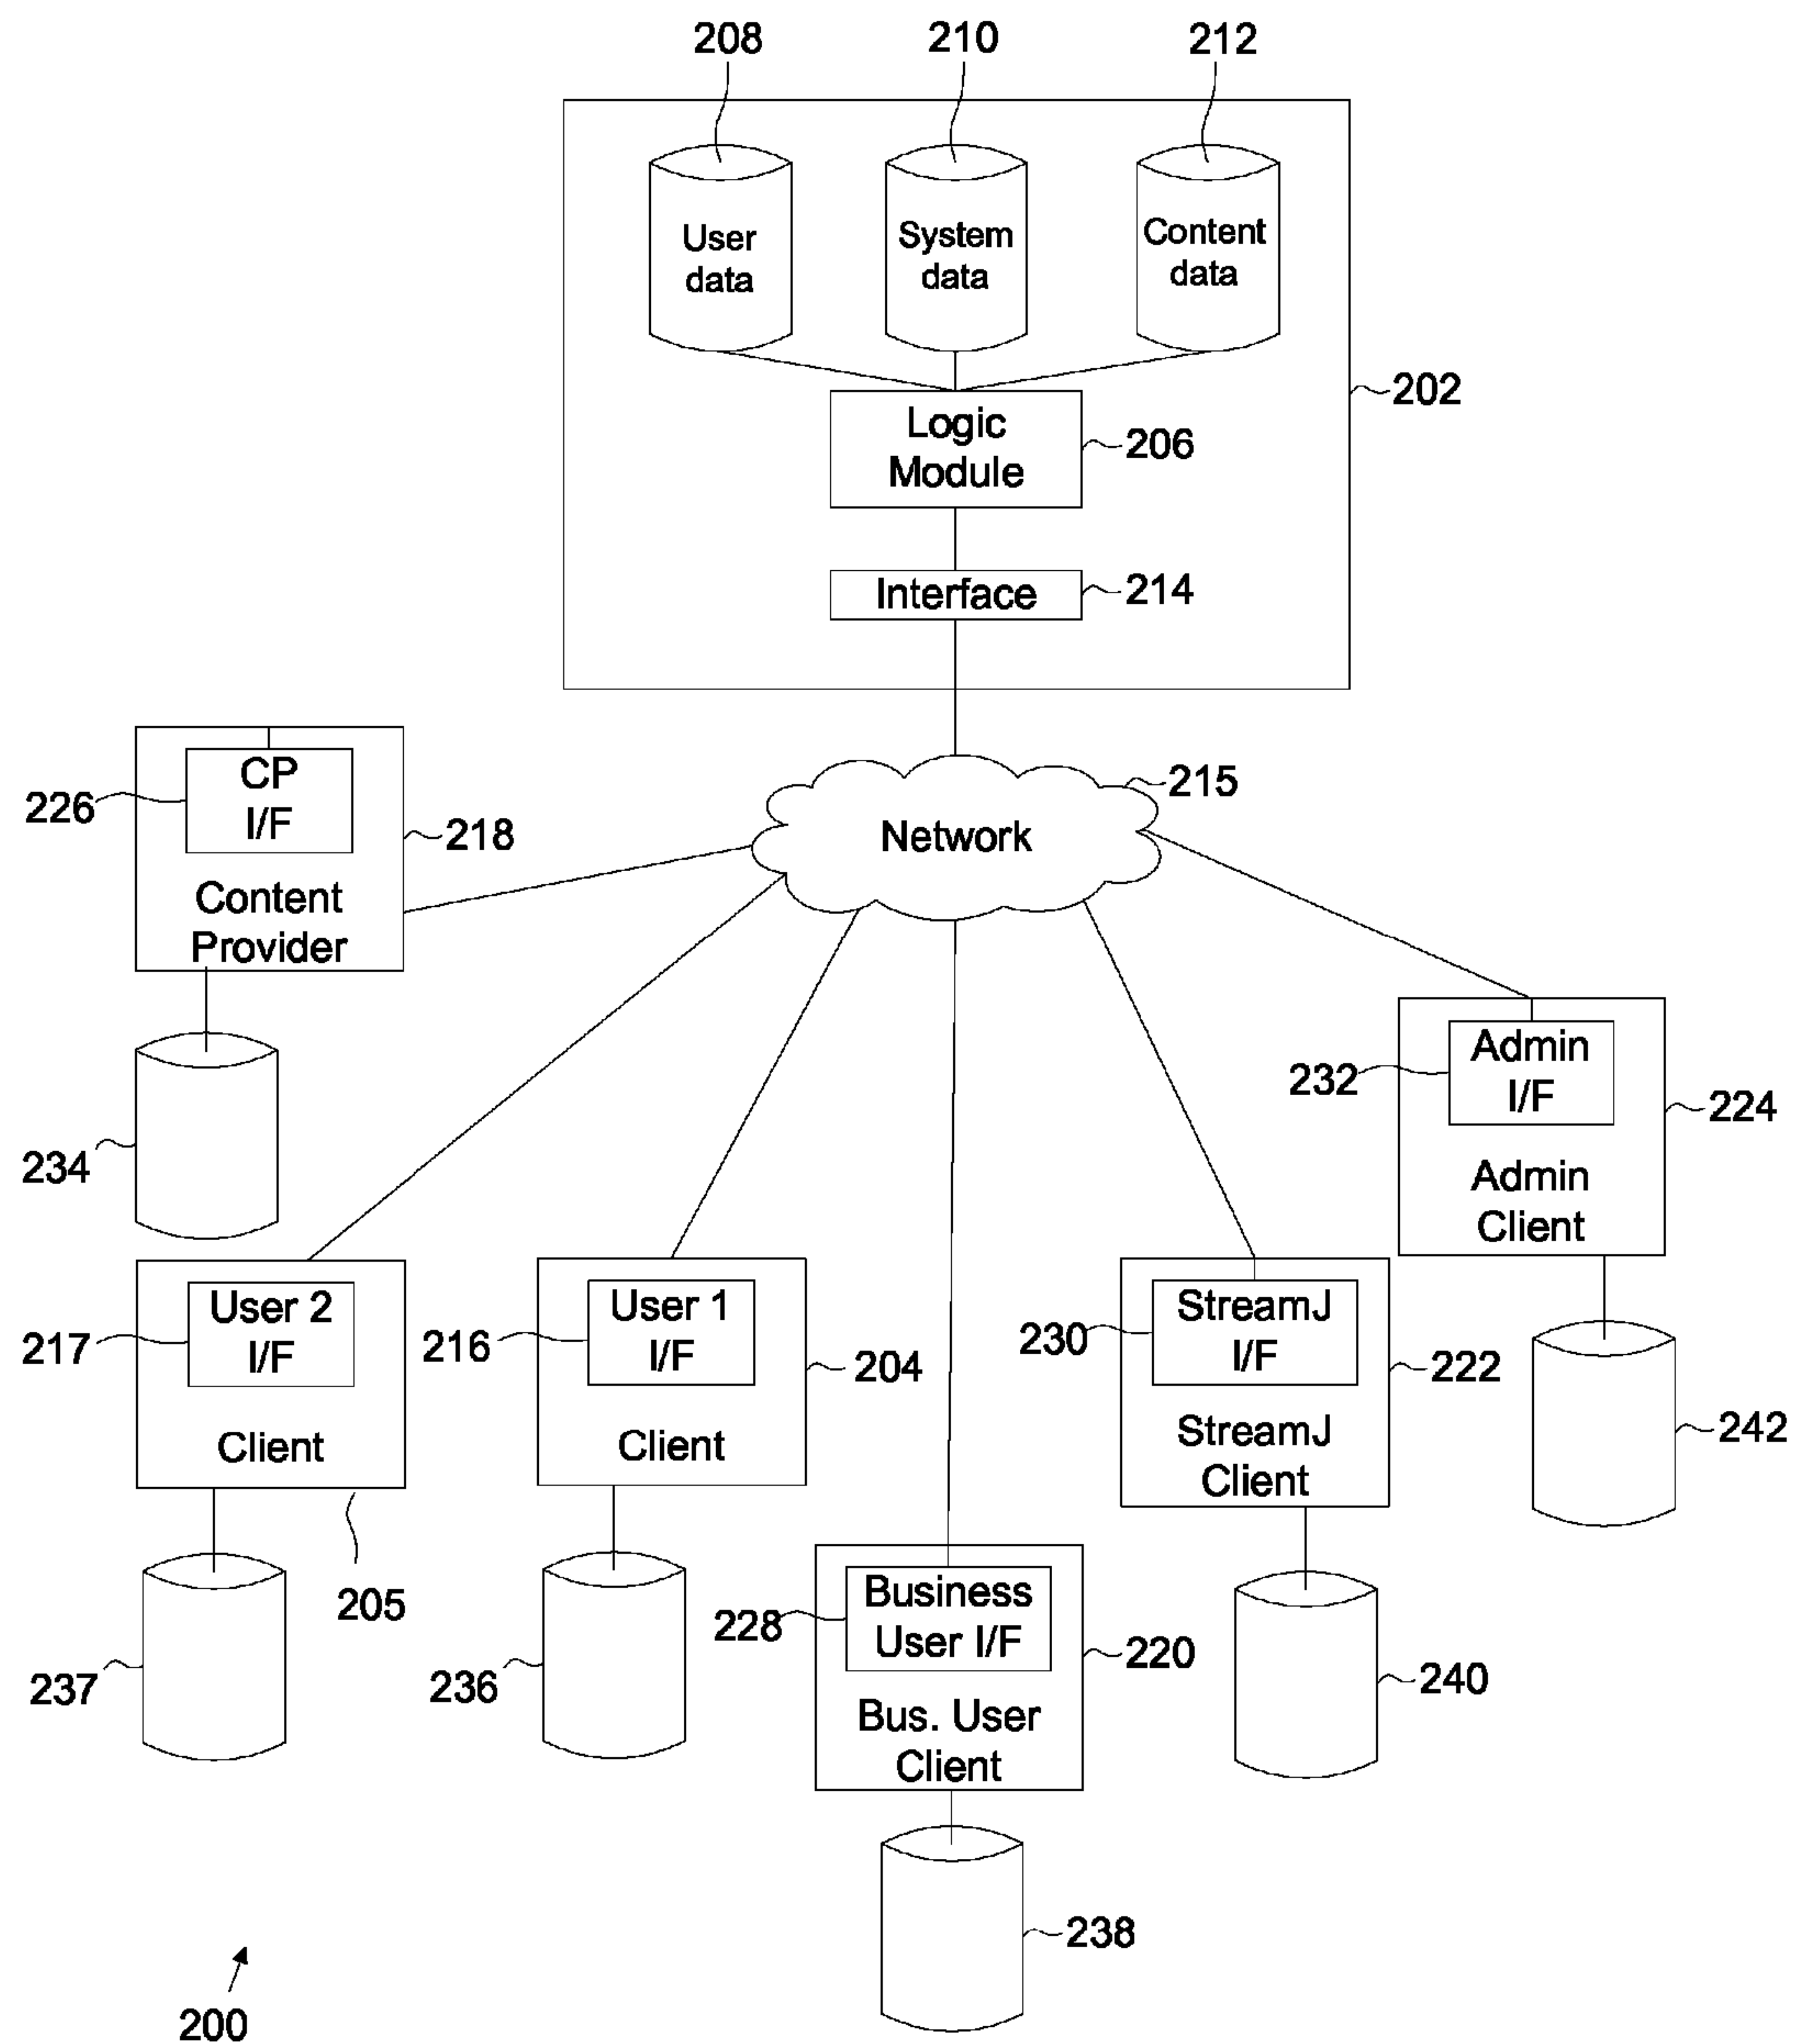 208
210
212
User
data
System
data
Content
data
202
Logic
Module
206
Interface
214
215
Network
CP
I/F
226
218
Content
Provider
234
Admin
I/F
232
224
Admin
Client
242
User 2
I/F
217
Client
205
237
User 1
I/F
216
204
Client
236
StreamJ
I/F
230
222
StreamJ
Client
240
Business
User I/F
228
220
Bus. User
Client
238
200